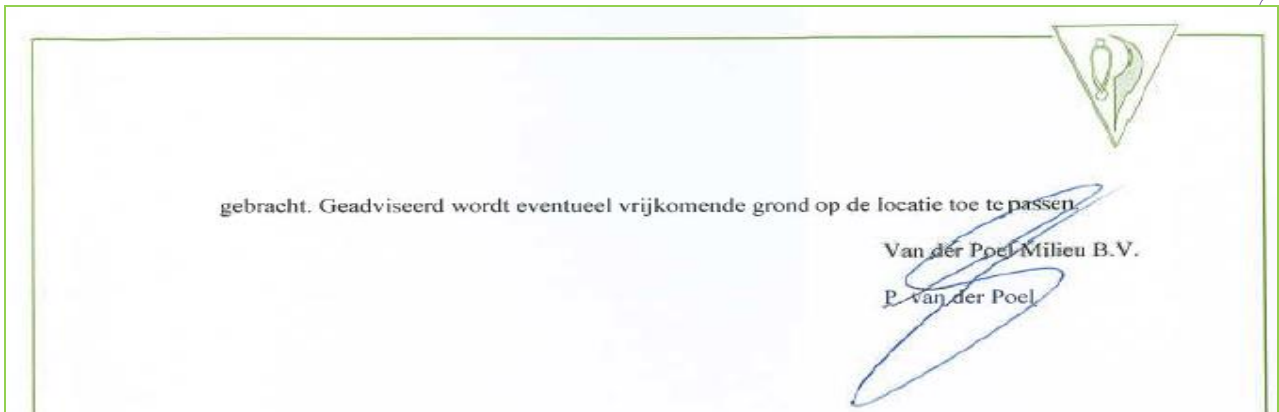 gebracht. Geadviseerd wordt eventueel vrijkomende grond op de locatie toe te passen.
Van der Poel Milieu B.V.
P. van der Poel